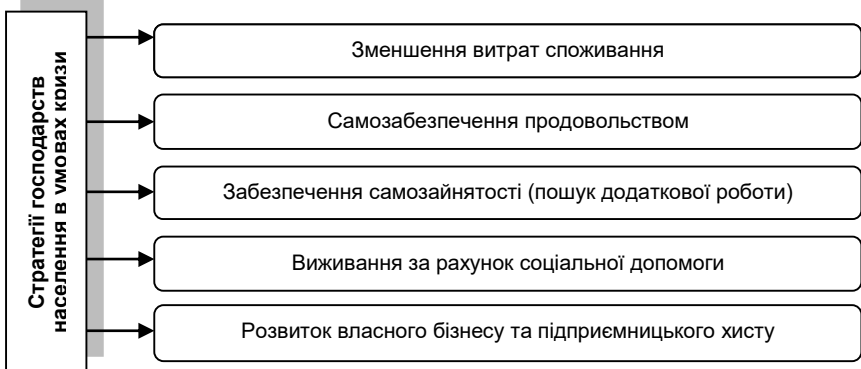 Стратегії господарств
населення в умовах кризи
Зменшення витрат споживання
Самозабезпечення продовольством
Забезпечення самозайнятості (пошук додаткової роботи)
Виживання за рахунок соціальної допомоги
Розвиток власного бізнесу та підприємницького хисту